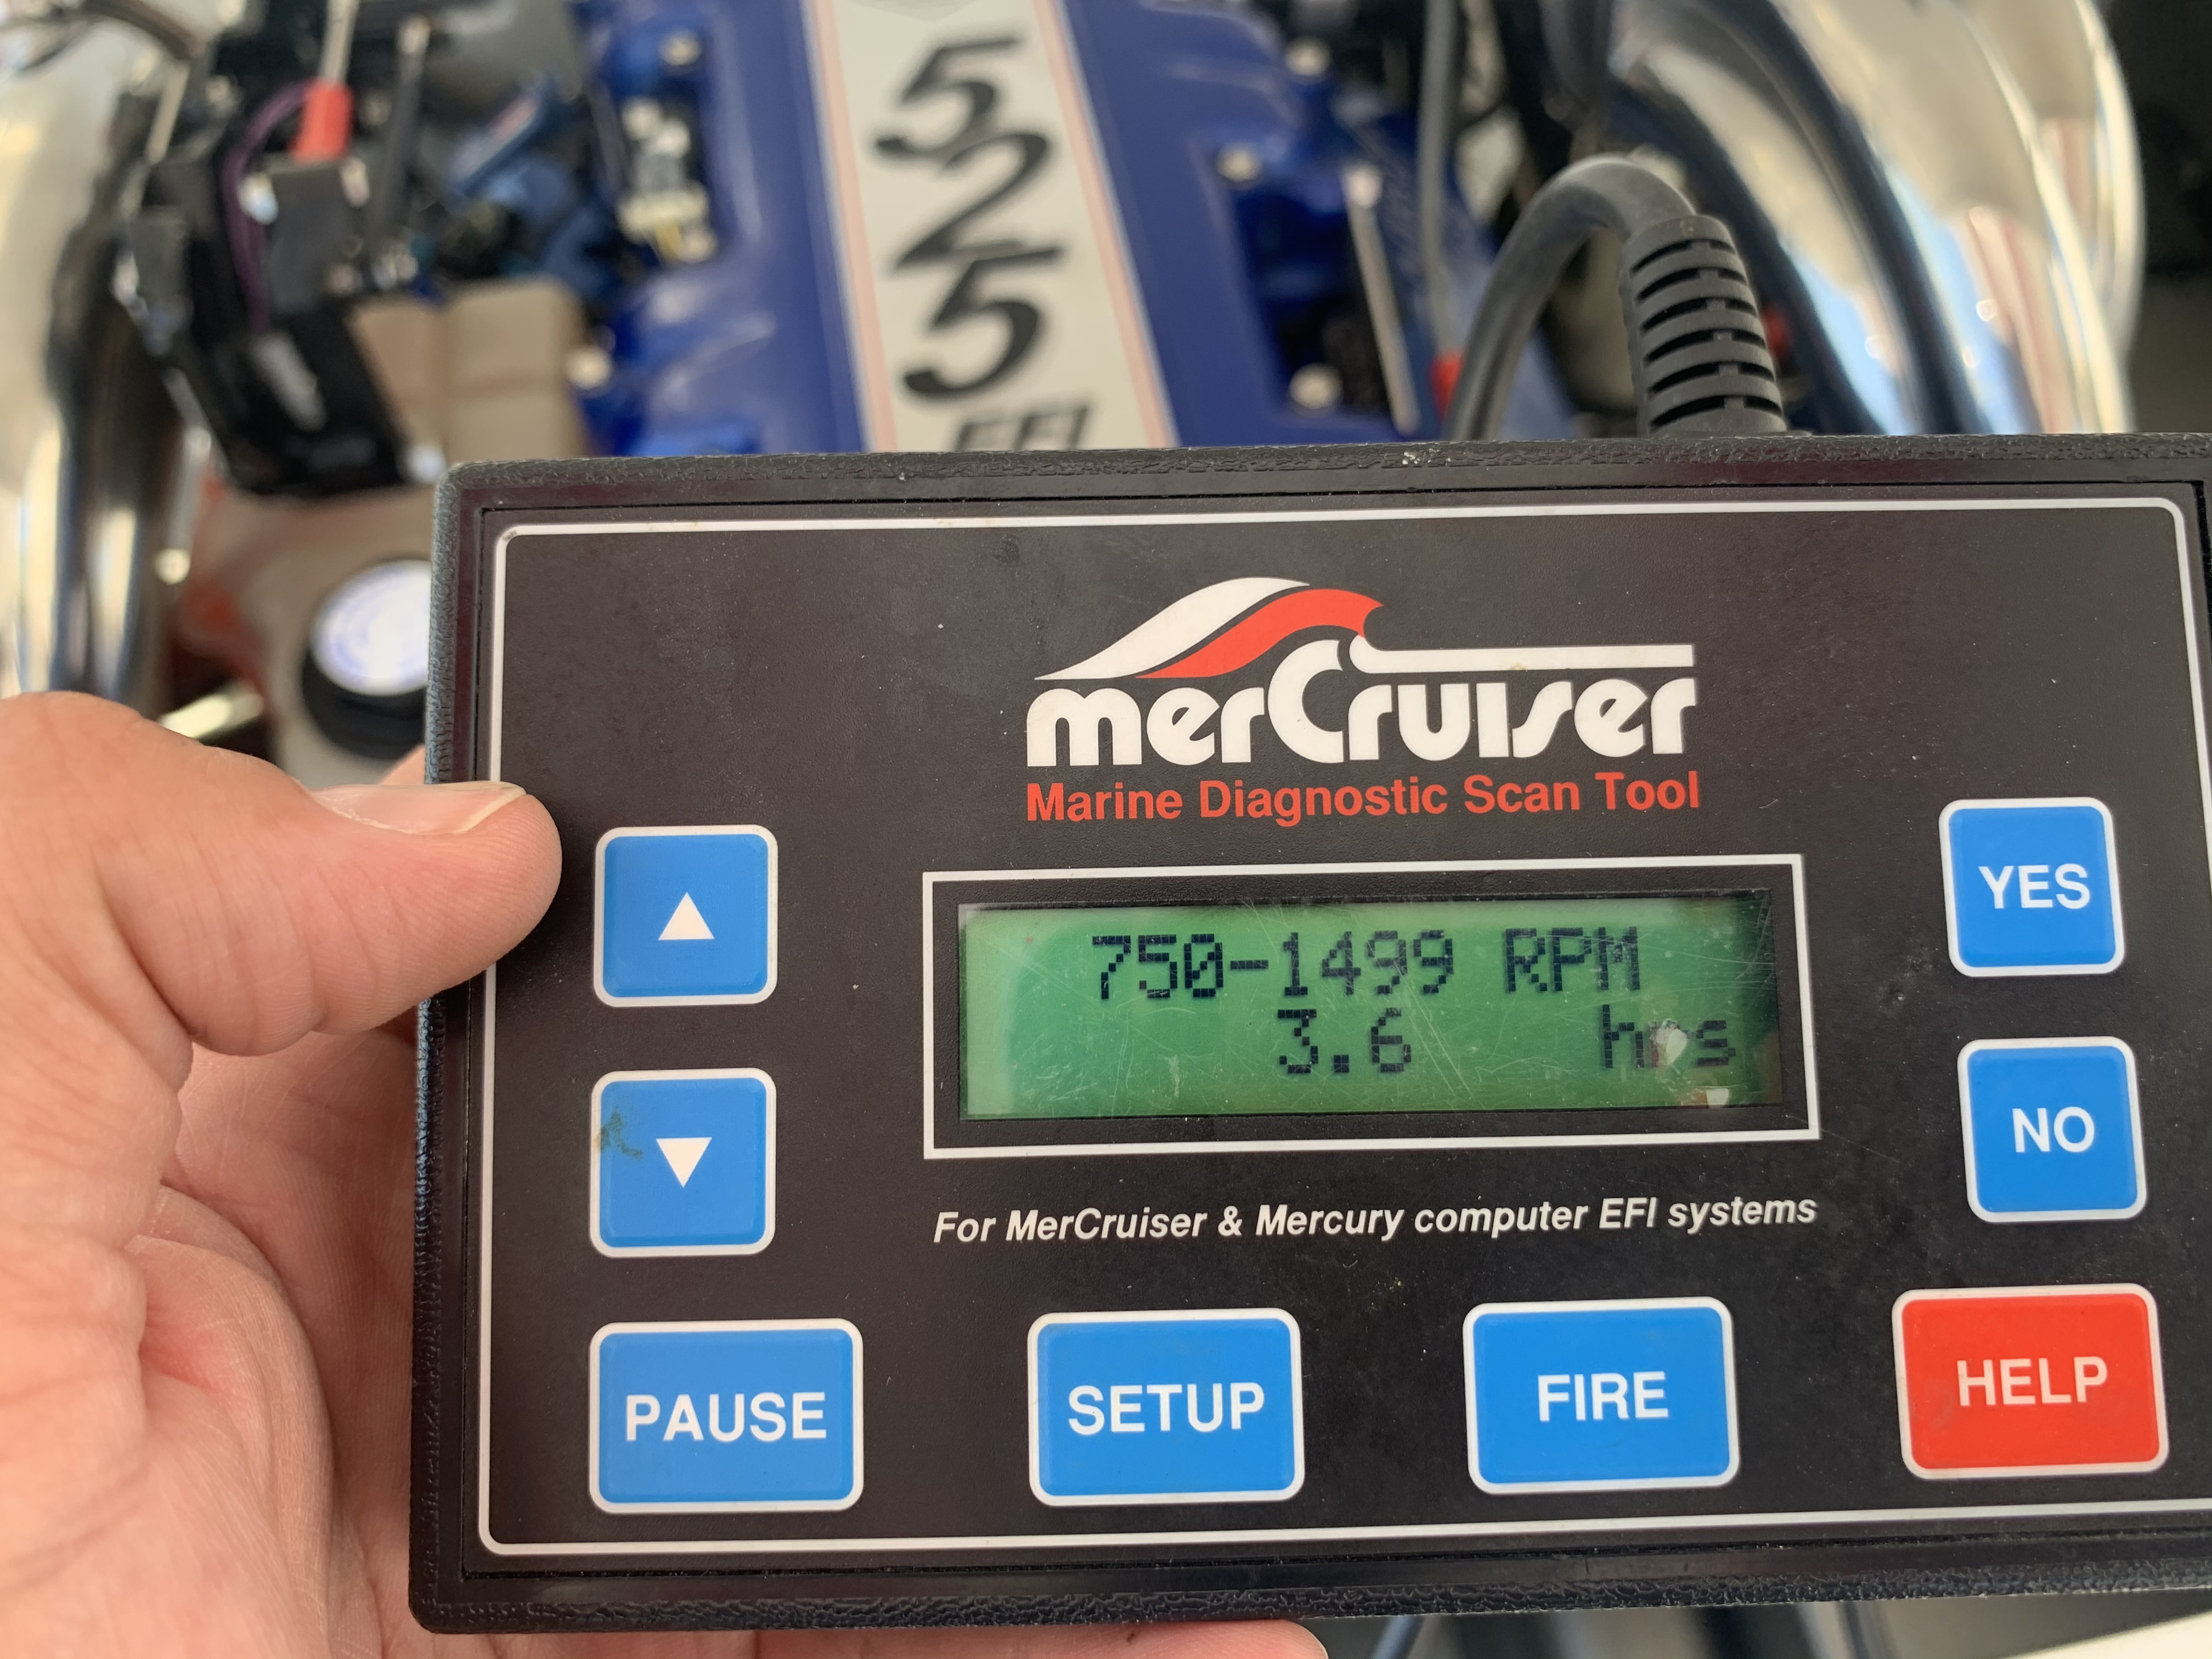 525
EFI
merCruiser
Marine Diagnostic Scan Tool
▲
YES
750-1499 RPM
3.6 hrs
▼
NO
For MerCruiser & Mercury computer EFI systems
PAUSE
SETUP
FIRE
HELP